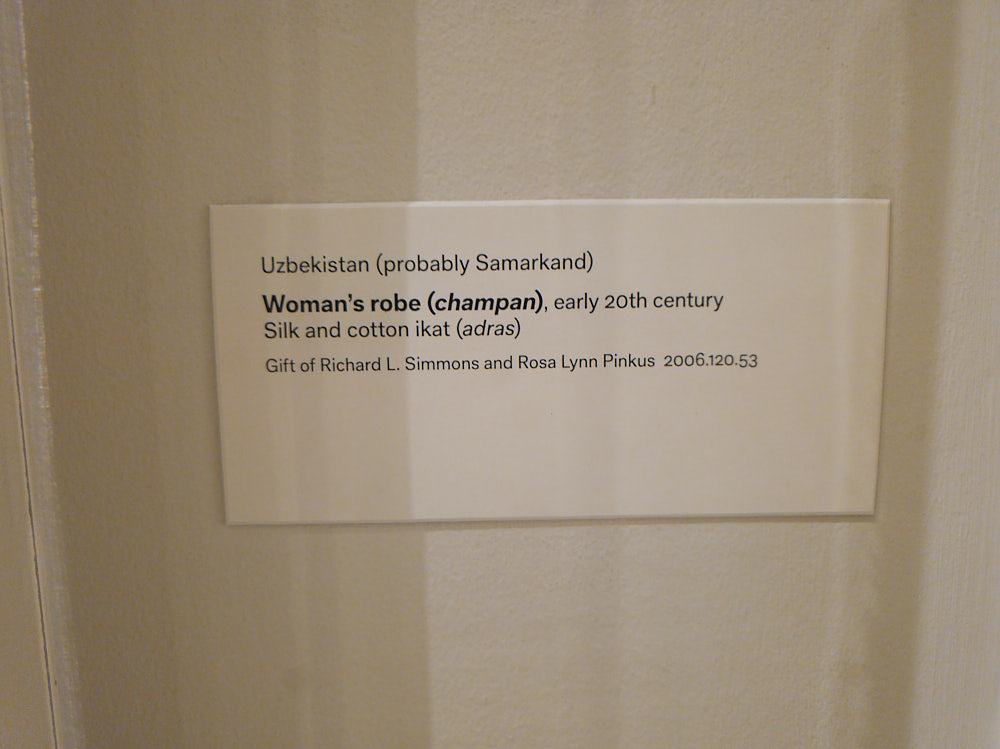 Uzbekistan (probably Samarkand)
Woman's robe (champan), early 20th century
Silk and cotton ikat (adras)
Gift of Richard L. Simmons and Rosa Lynn Pinkus 2006.120.53